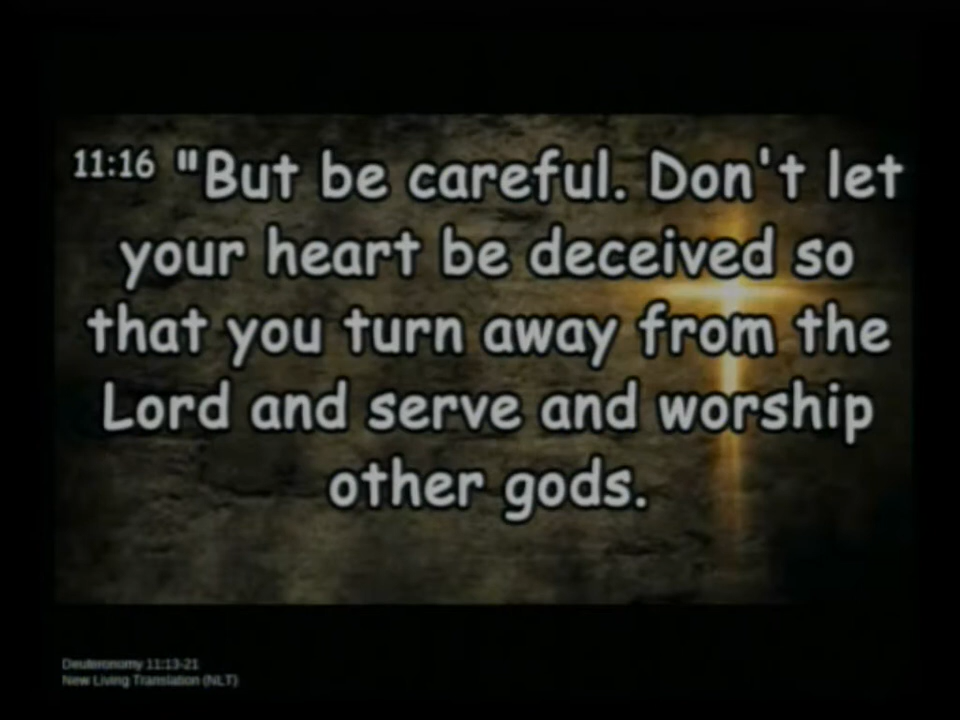 11:16 "But be careful. Don't let
your heart be deceived so
that you turn away from the
Lord and serve and worship
other gods.
Deuteronomy 11:13-21
New Living Translation (NLT)